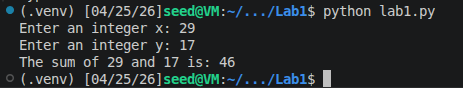 (.venv) [04/25/26]seed@VM:~/.../Lab1$ python lab1.py
Enter an integer x: 29
Enter an integer y: 17
The sum of 29 and 17 is: 46
(.venv) [04/25/26]seed@VM:~/.../Lab1$